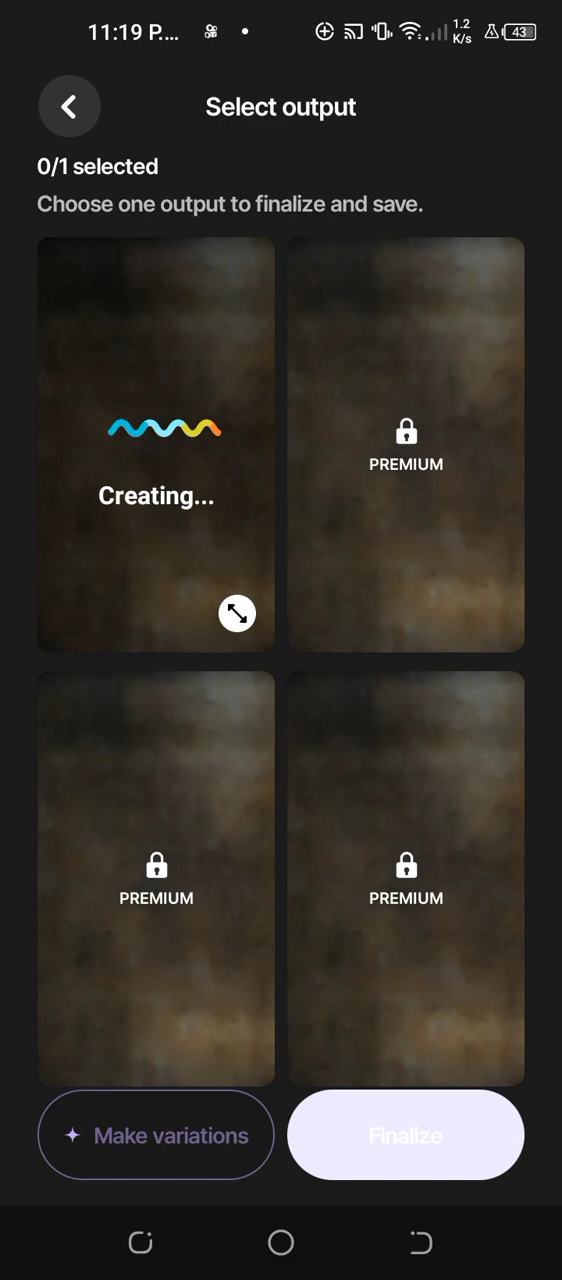 11:19 P.... 1.2 K/s 43
Select output
0/1 selected
Choose one output to finalize and save.
Creating...
PREMIUM
PREMIUM
PREMIUM
Make variations
Finalize